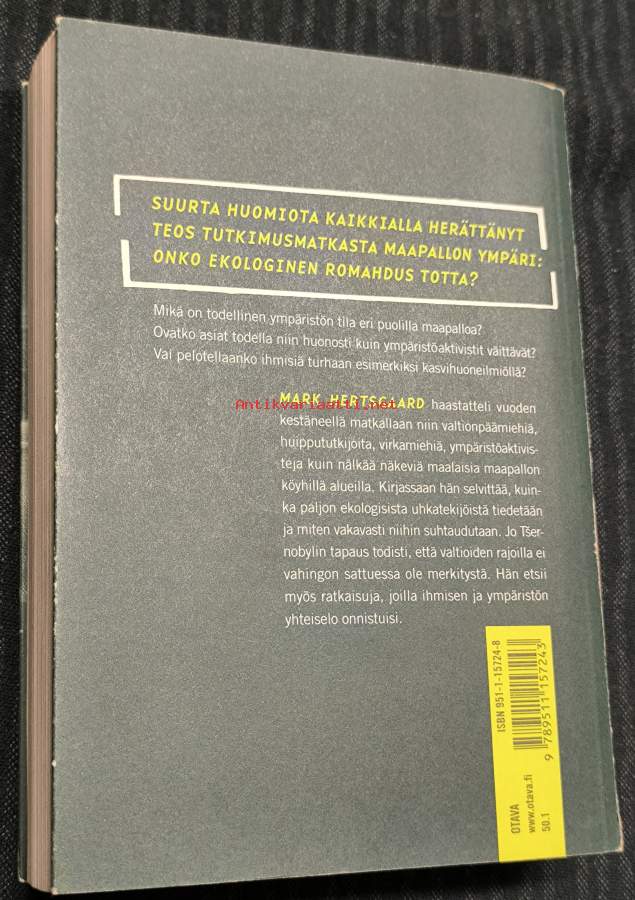 SUURTA HUOMIOTA KAIKKIALLA HERÄTTÄNYT
TEOS TUTKIMUSMATKASTA MAAPALLON YMPÄRI:
ONKO EKOLOGINEN ROMAHDUS TOTTA?
Mikä on todellinen ympäristön tila eri puolilla maapalloa?
Ovatko asiat todella niin huonosti kuin ympäristöaktivistit väittävät?
Vai pelotellaanko ihmisiä turhaan esimerkiksi kasvihuoneilmiöllä?
MARK HERTSGAARD haastatteli vuoden
Antikvariaatti.net
kestäneellä matkallaan niin valtionpäämiehiä,
huippututkijoita, virkamiehiä, ympäristöaktivis-
teja kuin nälkää näkeviä maalaisia maapallon
köyhillä alueilla. Kirjassaan hän selvittää, kuin-
ka paljon ekologisista uhkatekijöistä tiedetään
ja miten vakavasti niihin suhtaudutaan. Jo Tšer-
nobylin tapaus todisti, että valtioiden rajoilla ei
vahingon sattuessa ole merkitystä. Hän etsii
myös ratkaisuja, joilla ihmisen ja ympäristön
yhteiselo onnistuisi.
ISBN 951-1-15724-8
9 789511 157243
OTAVA
www.otava.fi
50.1